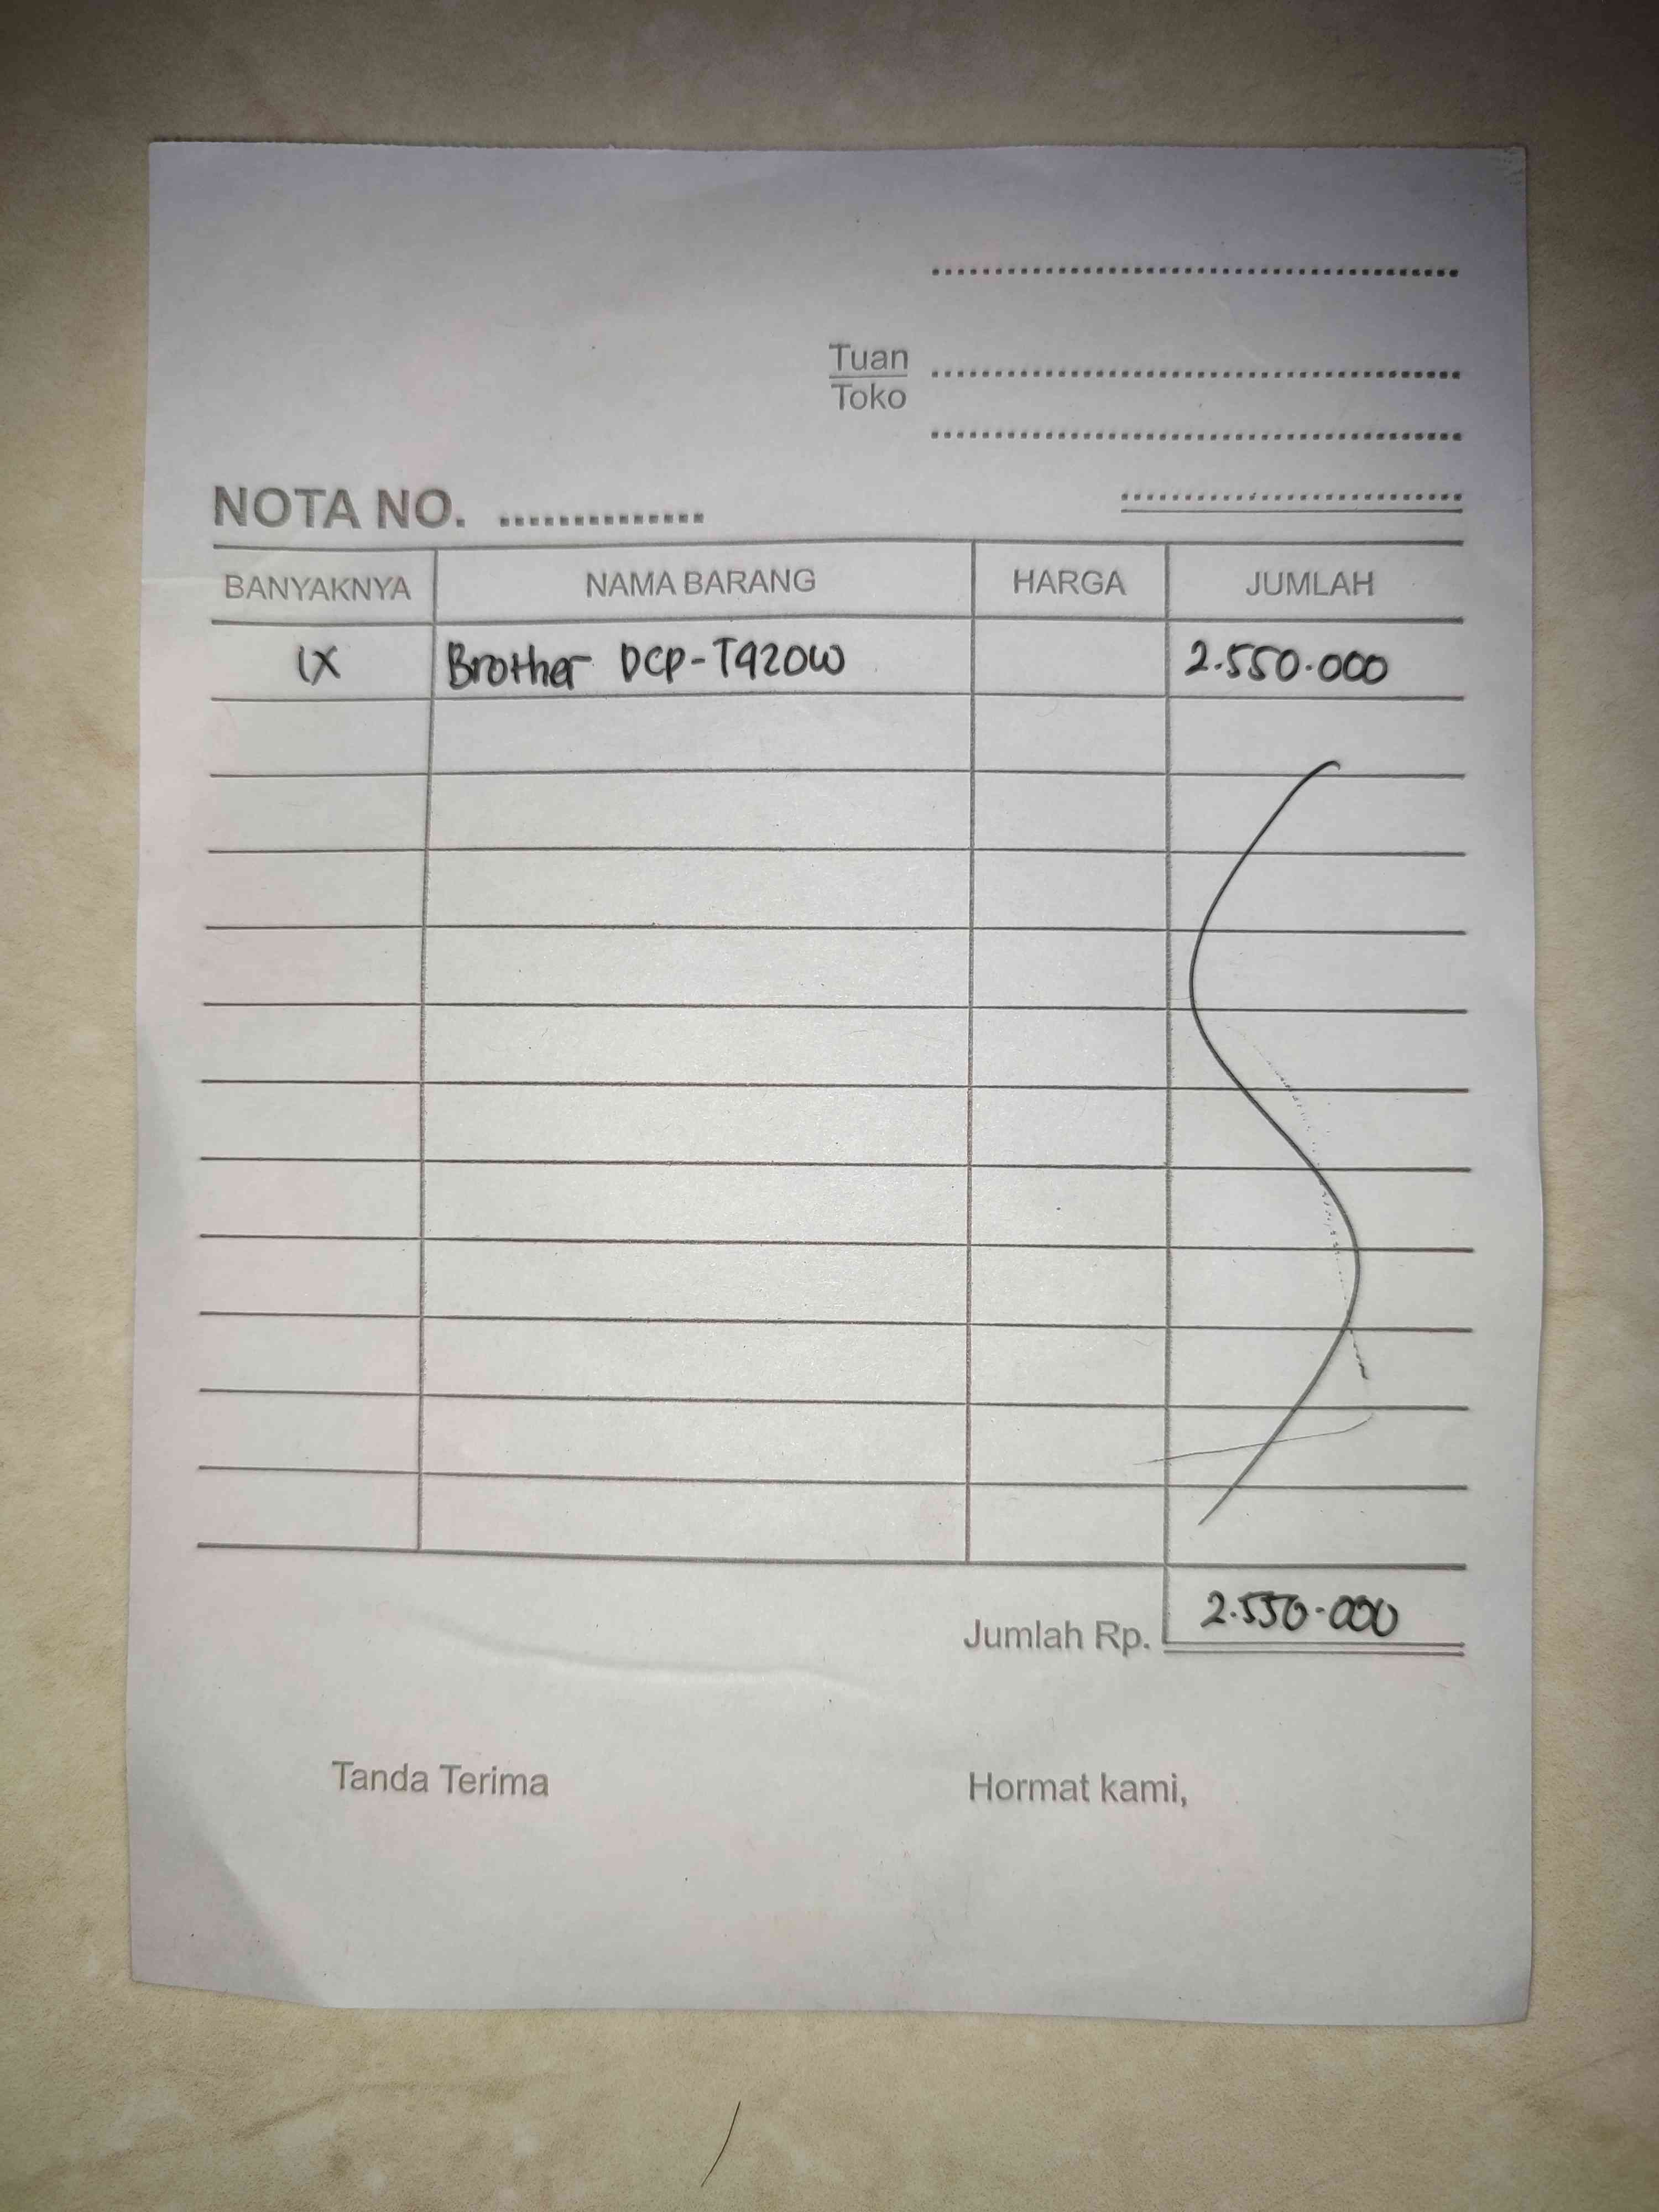 Tuan
Toko
NOTA NO. ..............
BANYAKNYA NAMA BARANG HARGA JUMLAH
1X Brother DCP-T920W 2.550.000
Jumlah Rp. 2.550.000
Tanda Terima Hormat kami,